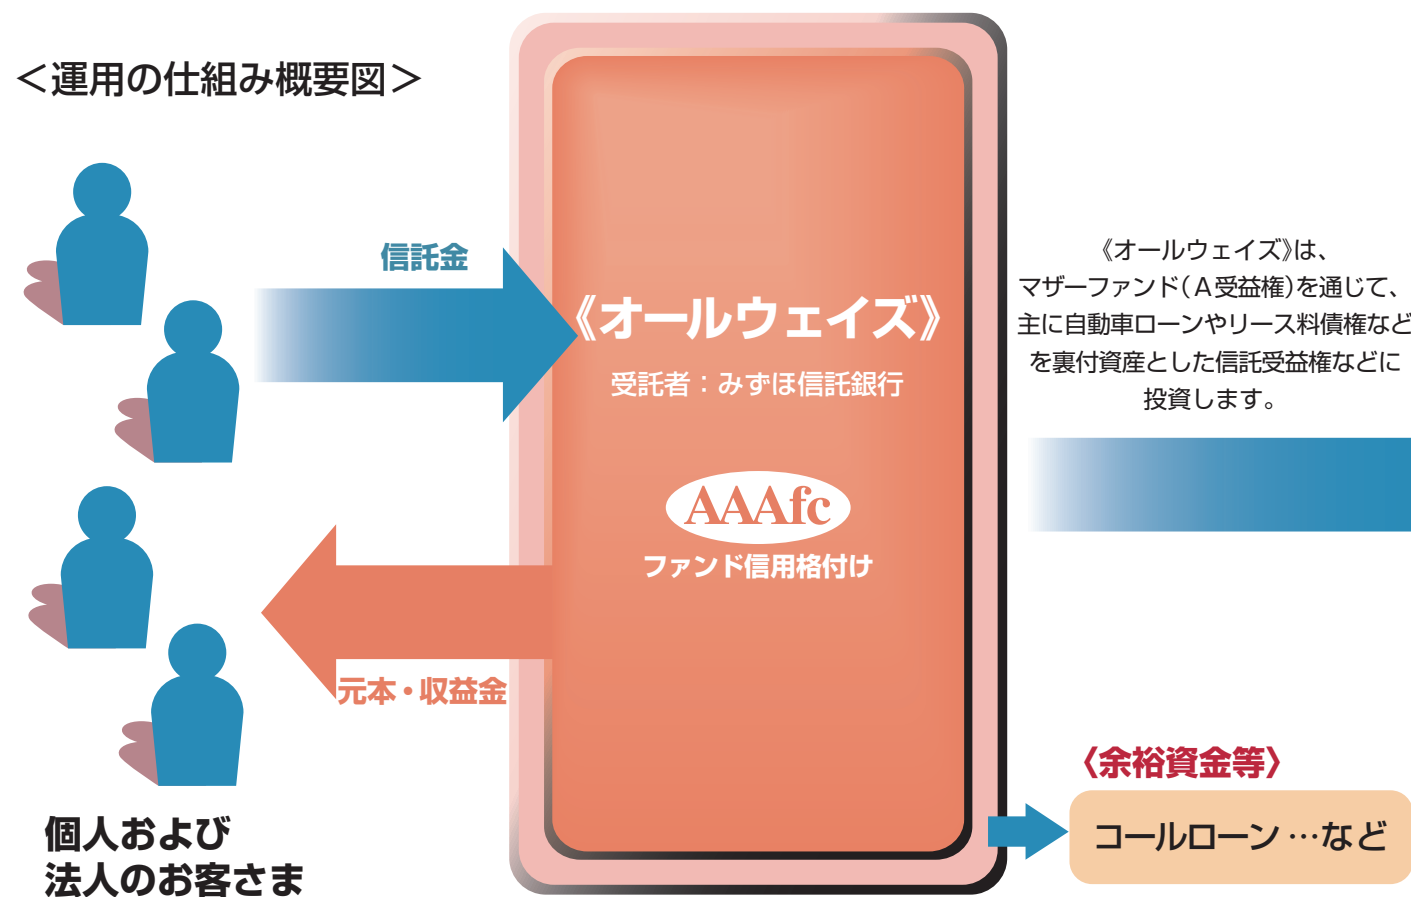 ＜運用の仕組み概要図＞
信託金
《オールウェイズ》
受託者：みずほ信託銀行
AAAfc
ファンド信用格付け
元本・収益金
個人および
法人のお客さま
《オールウェイズ》は、
マザーファンド（A受益権）を通じて、
主に自動車ローンやリース料債権など
を裏付資産とした信託受益権などに
投資します。
〈余裕資金等〉
コールローン…など